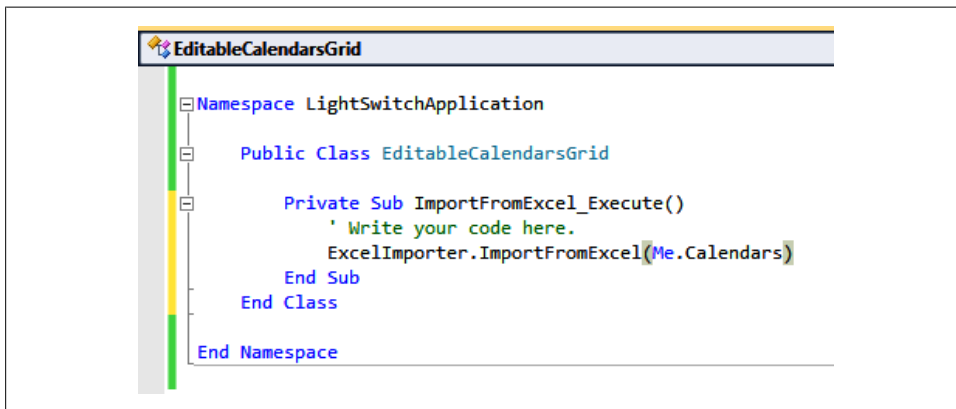 EditableCalendarsGrid
Namespace LightSwitchApplication
Public Class EditableCalendarsGrid
Private Sub ImportFromExcel_Execute()
' Write your code here.
ExcelImporter.ImportFromExcel(Me.Calendars)
End Sub
End Class
End Namespace